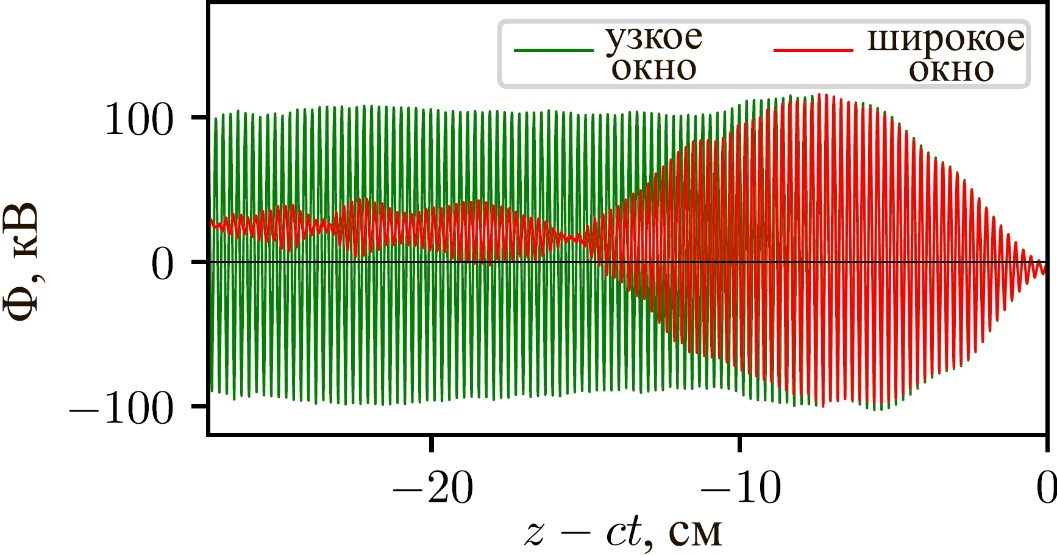 узкое окно
широкое окно
100
0
−100
Φ, кВ
−20
−10
0
z − ct, см